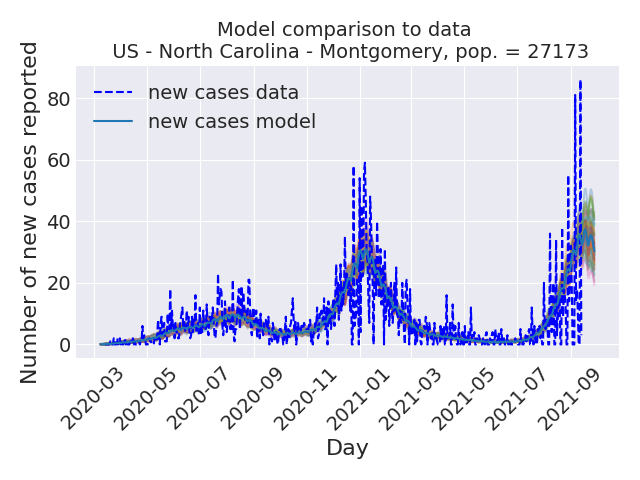 Model comparison to data
US - North Carolina - Montgomery, pop. = 27173
Number of new cases reported
80
60
40
20
0
new cases data
new cases model
2020-03
2020-05
2020-07
2020-09
2020-11
2021-01
2021-03
2021-05
2021-07
2021-09
Day